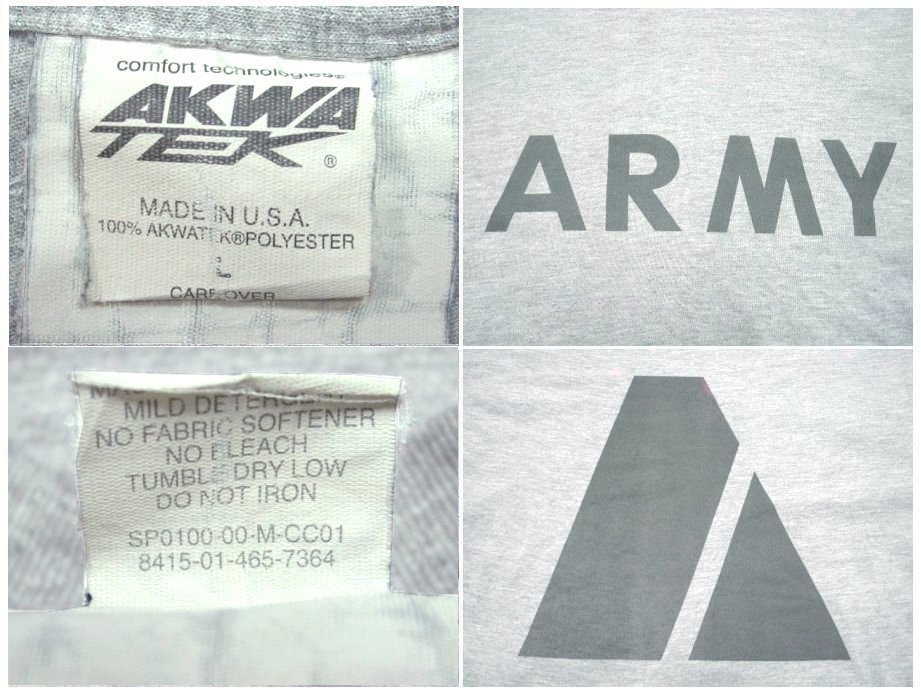 comfort technologies®
AKWA
TEK®
MADE IN U.S.A.
100% AKWATEK®POLYESTER
L
CARE OVER
ARMY
MILD DETERGENT
NO FABRIC SOFTENER
NO BLEACH
TUMBLE DRY LOW
DO NOT IRON
SP0100-00-M-CC01
8415-01-465-7364